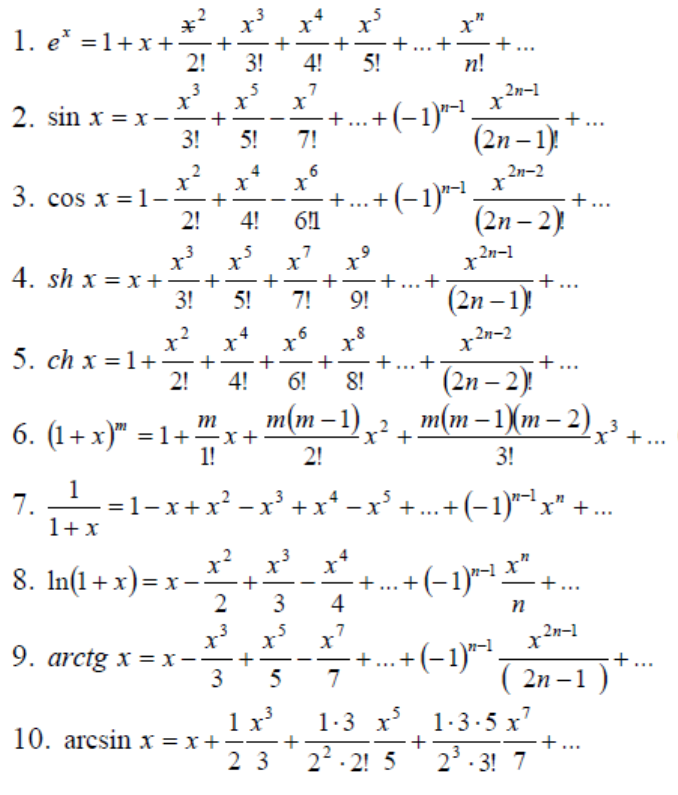 1. e^x = 1 + x + x^2/2! + x^3/3! + x^4/4! + x^5/5! + ... + x^n/n! + ...
2. sin x = x − x^3/3! + x^5/5! − x^7/7! + ... + (−1)^{n−1} x^{2n−1}/(2n−1)! + ...
3. cos x = 1 − x^2/2! + x^4/4! − x^6/6!1 + ... + (−1)^{n−1} x^{2n−2}/(2n−2)! + ...
4. sh x = x + x^3/3! + x^5/5! + x^7/7! + x^9/9! + ... + x^{2n−1}/(2n−1)! + ...
5. ch x = 1 + x^2/2! + x^4/4! + x^6/6! + x^8/8! + ... + x^{2n−2}/(2n−2)! + ...
6. (1 + x)^m = 1 + m/1! x + m(m−1)/2! x^2 + m(m−1)(m−2)/3! x^3 + ...
7. 1/(1+x) = 1 − x + x^2 − x^3 + x^4 − x^5 + ... + (−1)^{n−1} x^n + ...
8. ln(1 + x) = x − x^2/2 + x^3/3 − x^4/4 + ... + (−1)^{n−1} x^n/n + ...
9. arctg x = x − x^3/3 + x^5/5 − x^7/7 + ... + (−1)^{n−1} x^{2n−1}/(2n−1) + ...
10. arcsin x = x + 1/2 x^3/3 + 1·3/(2^2·2!) x^5/5 + 1·3·5/(2^3·3!) x^7/7 + ...